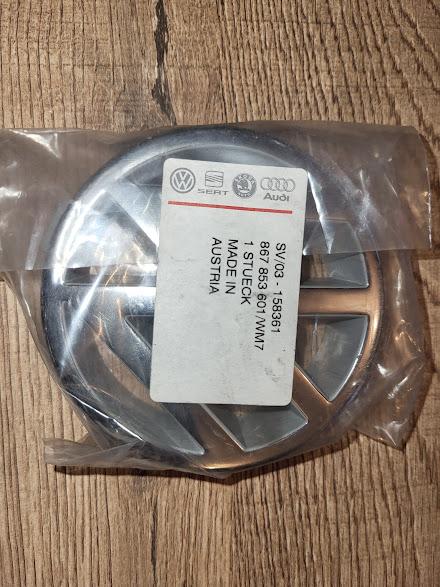 SEAT
Audi
SV/03 - 158361
867 853 601/WM7
1 STUECK
MADE IN
AUSTRIA